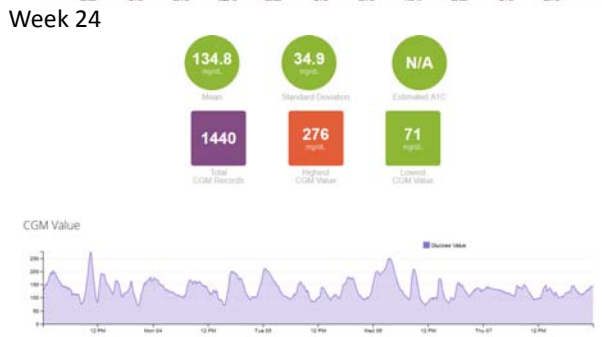 Week 24
134.8 34.9 N/A
mg/dL mg/dL
Mean Standard Deviation Estimated A1C
1440 276 71
mg/dL mg/dL
Total Highest Lowest
CGM Records CGM Value CGM Value
CGM Value
Glucose Value
250
200
150
100
50
0
12 PM Mon 04 12 PM Tue 05 12 PM Wed 06 12 PM Thu 07 12 PM